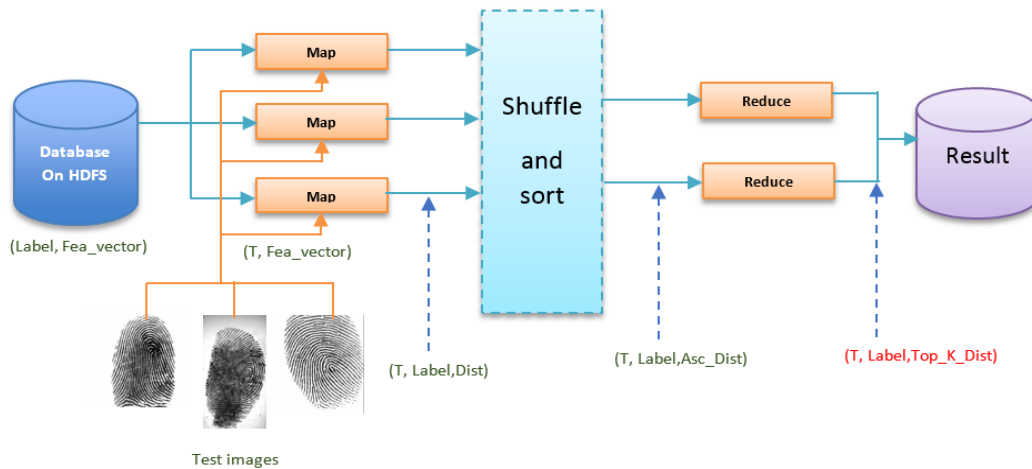 Map
Map
Map
Database
On HDFS
(Label, Fea_vector)
(T, Fea_vector)
Shuffle
and
sort
Reduce
Reduce
Result
(T, Label,Dist)
(T, Label,Asc_Dist)
(T, Label,Top_K_Dist)
Test images